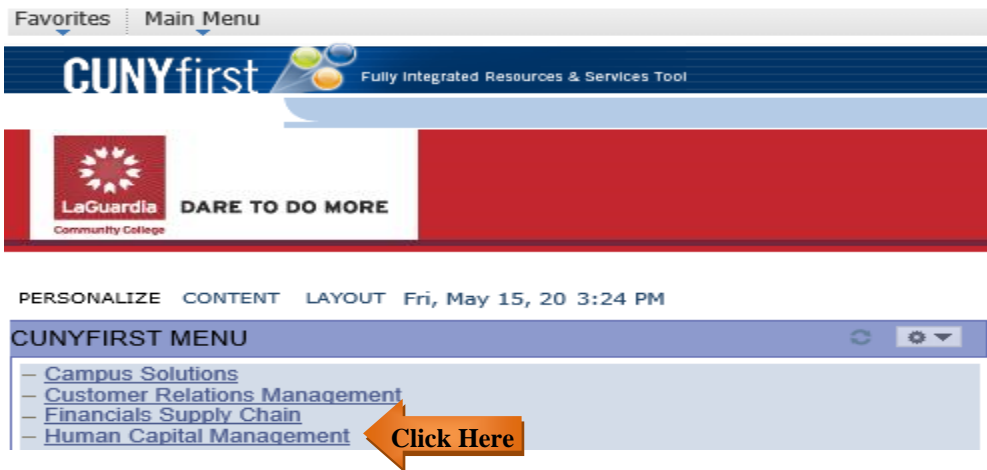 Favorites Main Menu
CUNYfirst Fully Integrated Resources & Services Tool
LaGuardia
Community College
DARE TO DO MORE
PERSONALIZE CONTENT LAYOUT Fri, May 15, 20 3:24 PM
CUNYFIRST MENU
– Campus Solutions
– Customer Relations Management
– Financials Supply Chain
– Human Capital Management Click Here